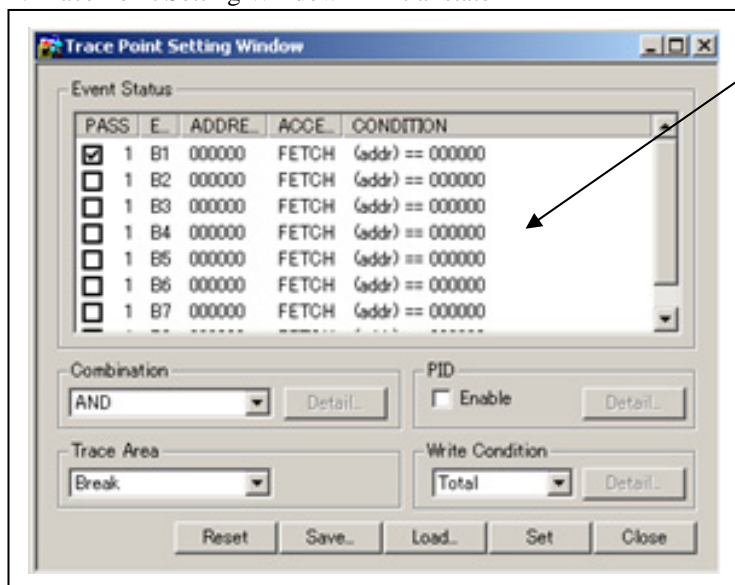 Trace Point Setting Window
Event Status
PASS E... ADDRE... ACCE... CONDITION
1 B1 000000 FETCH (addr) == 000000
1 B2 000000 FETCH (addr) == 000000
1 B3 000000 FETCH (addr) == 000000
1 B4 000000 FETCH (addr) == 000000
1 B5 000000 FETCH (addr) == 000000
1 B6 000000 FETCH (addr) == 000000
1 B7 000000 FETCH (addr) == 000000
Combination
AND Detail...
PID
Enable Detail...
Trace Area
Break
Write Condition
Total Detail...
Reset Save... Load... Set Close